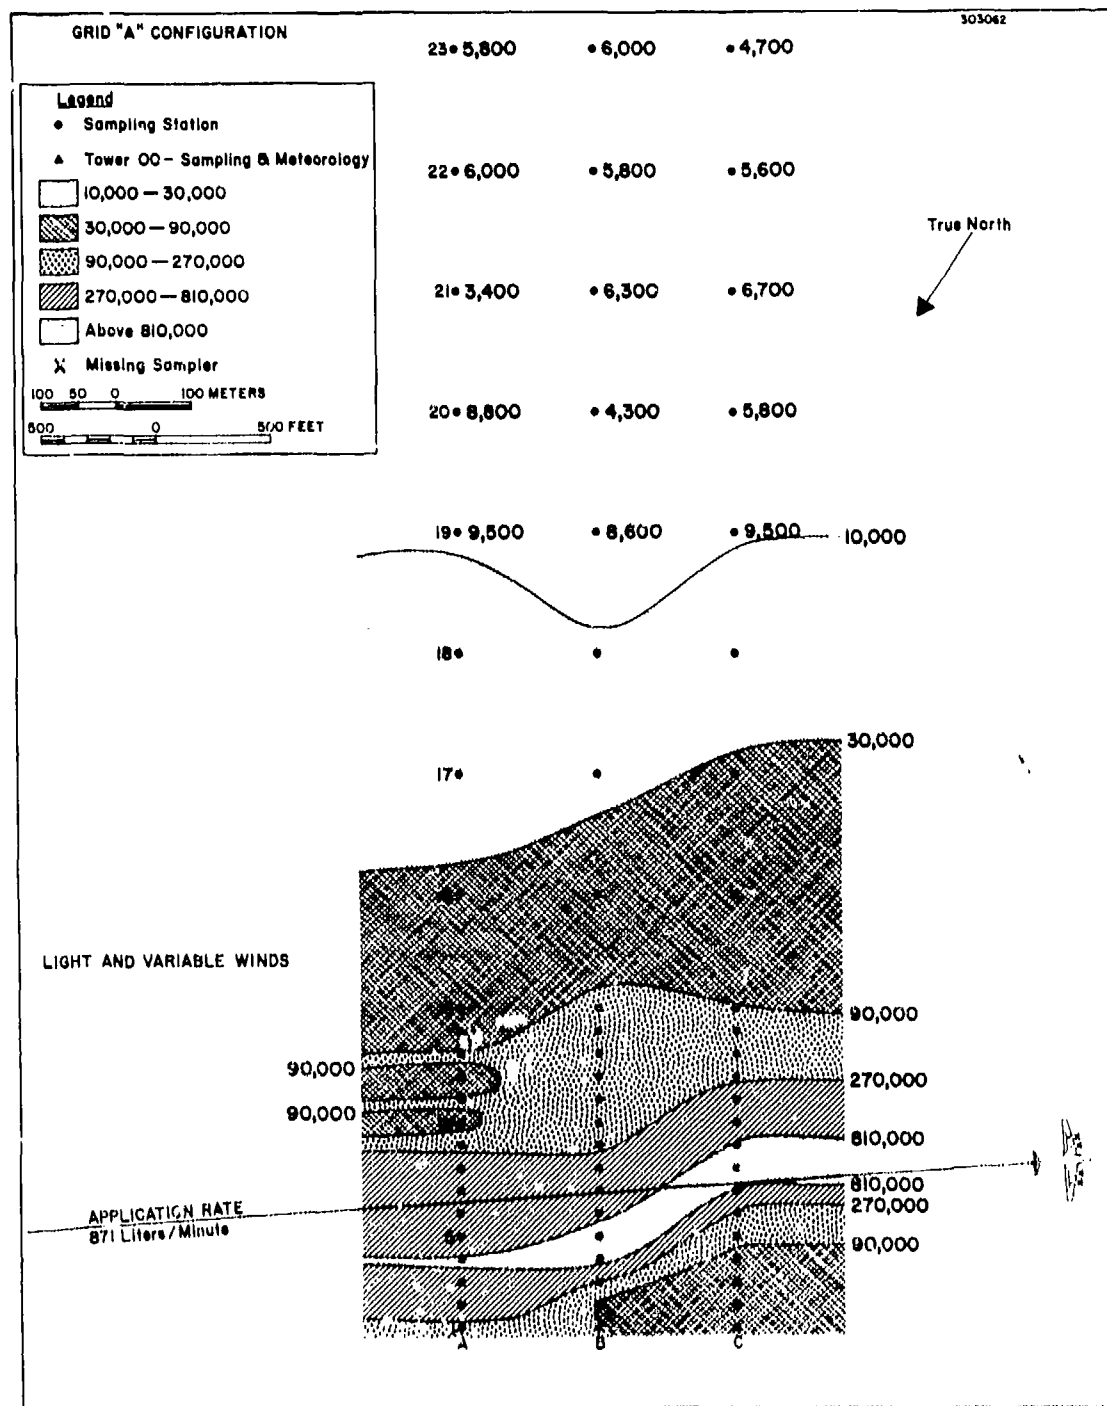 GRID "A" CONFIGURATION
303062
23 5,800 6,000 4,700
Legend
Sampling Station
Tower OO - Sampling & Meteorology
10,000 — 30,000
30,000 — 90,000
90,000 — 270,000
270,000 — 810,000
Above 810,000
Missing Sampler
100 50 0 100 METERS
500 0 500 FEET
22 6,000 5,800 5,600
True North
21 3,400 6,300 6,700
20 8,800 4,300 5,800
19 9,500 8,600 9,500 10,000
18
17
30,000
LIGHT AND VARIABLE WINDS
90,000
90,000
270,000
90,000
810,000
810,000
270,000
APPLICATION RATE
871 Liters/Minute
90,000
A B C